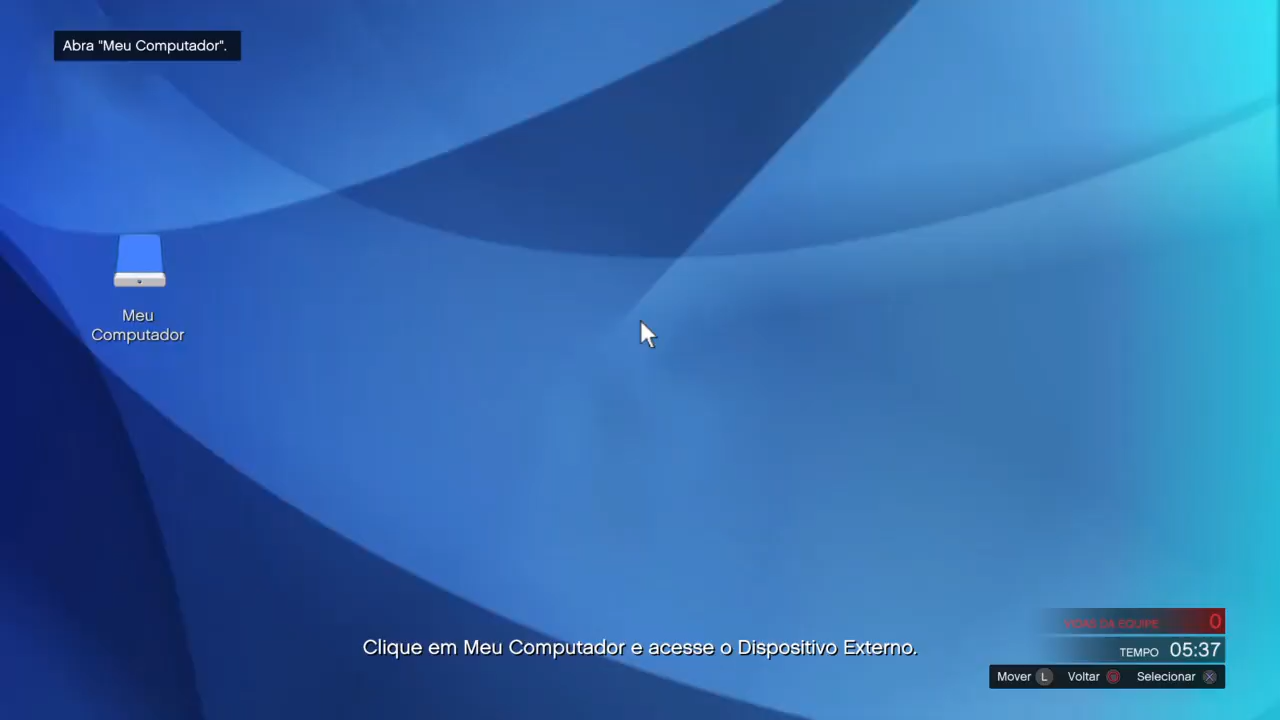 Abra "Meu Computador".
Meu
Computador
Clique em Meu Computador e acesse o Dispositivo Externo.
VIDAS DA EQUIPE 0
TEMPO 05:37
Mover L Voltar Selecionar